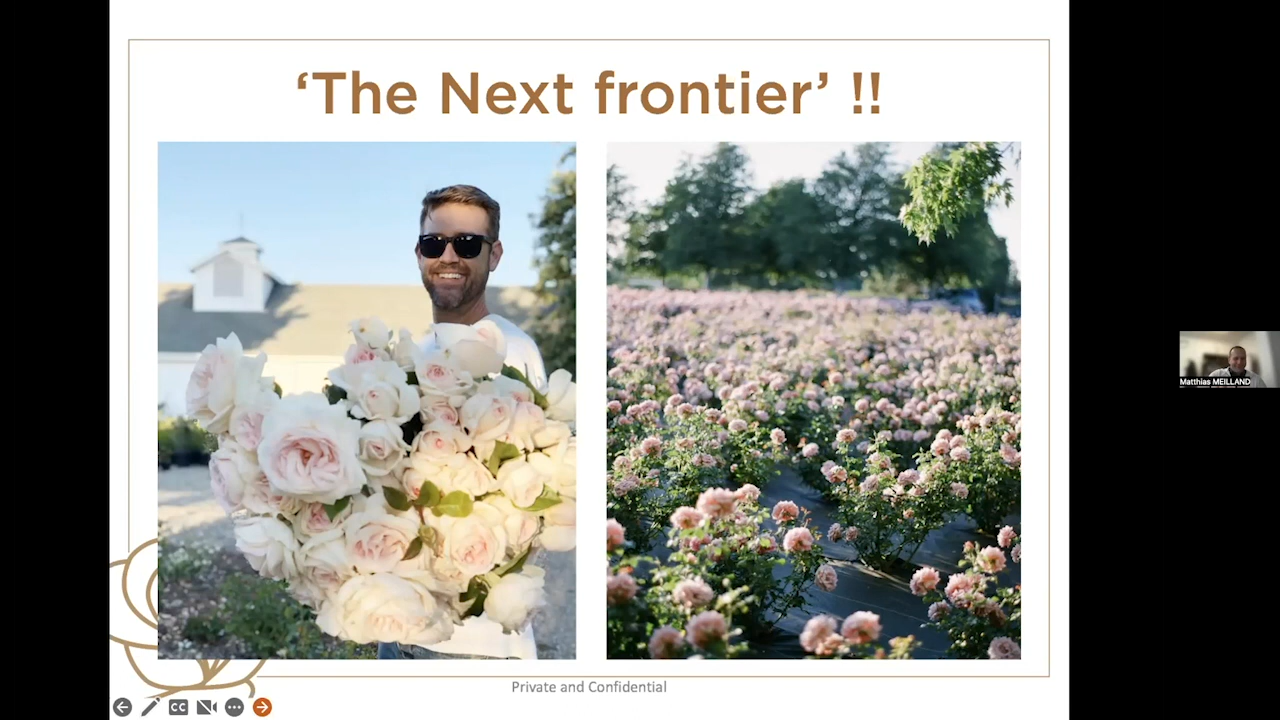 ‘The Next frontier’ !!
Matthias MEILLAND
Private and Confidential
CC